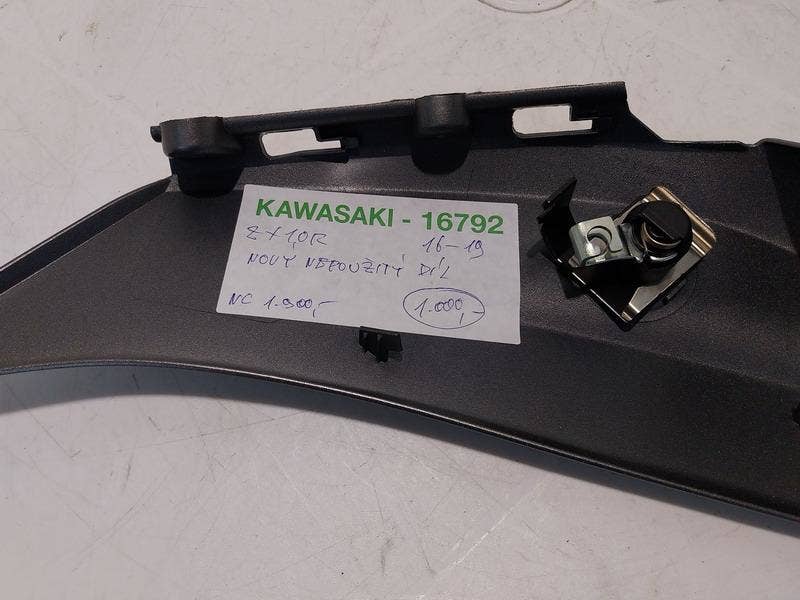 KAWASAKI - 16792
ZX10R 16-19
NOVÝ NEPOUŽITÝ DÍL
NC 1.900,- 1.000,-